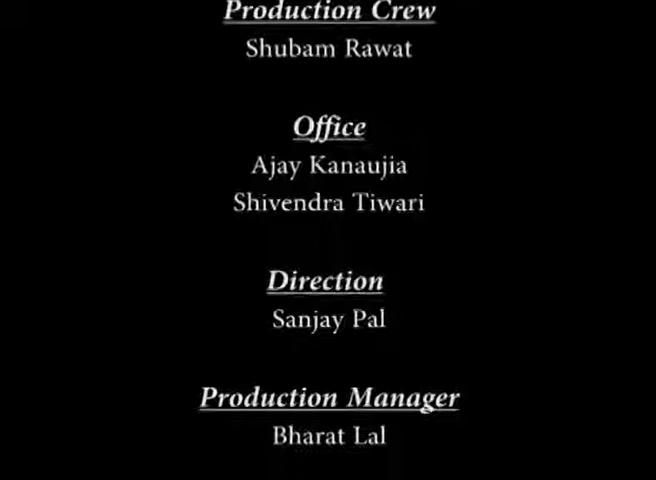 Production Crew
Shubam Rawat
Office
Ajay Kanaujia
Shivendra Tiwari
Direction
Sanjay Pal
Production Manager
Bharat Lal